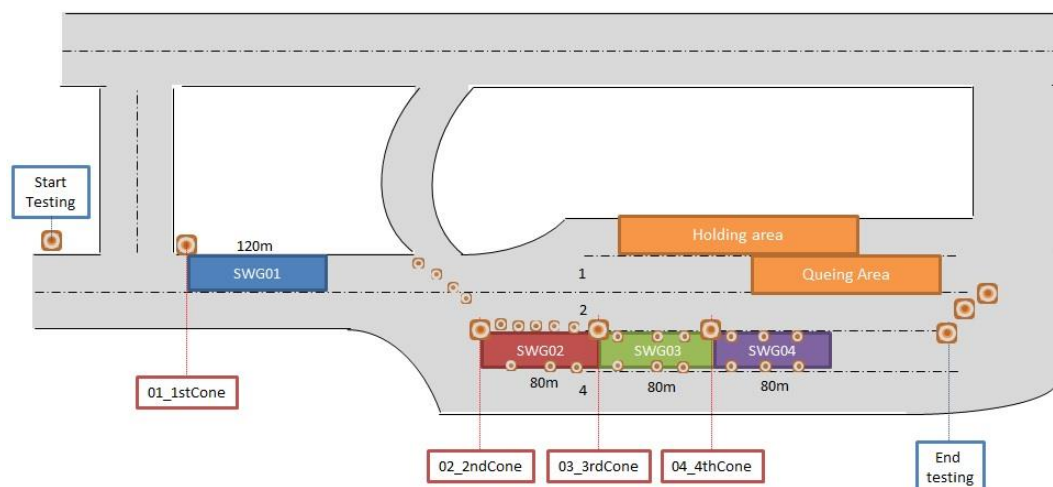 Start
Testing
120m
SWG01
Holding area
1
Queing Area
2
SWG02
SWG03
SWG04
80m
80m
80m
4
01_1stCone
02_2ndCone
03_3rdCone
04_4thCone
End
testing